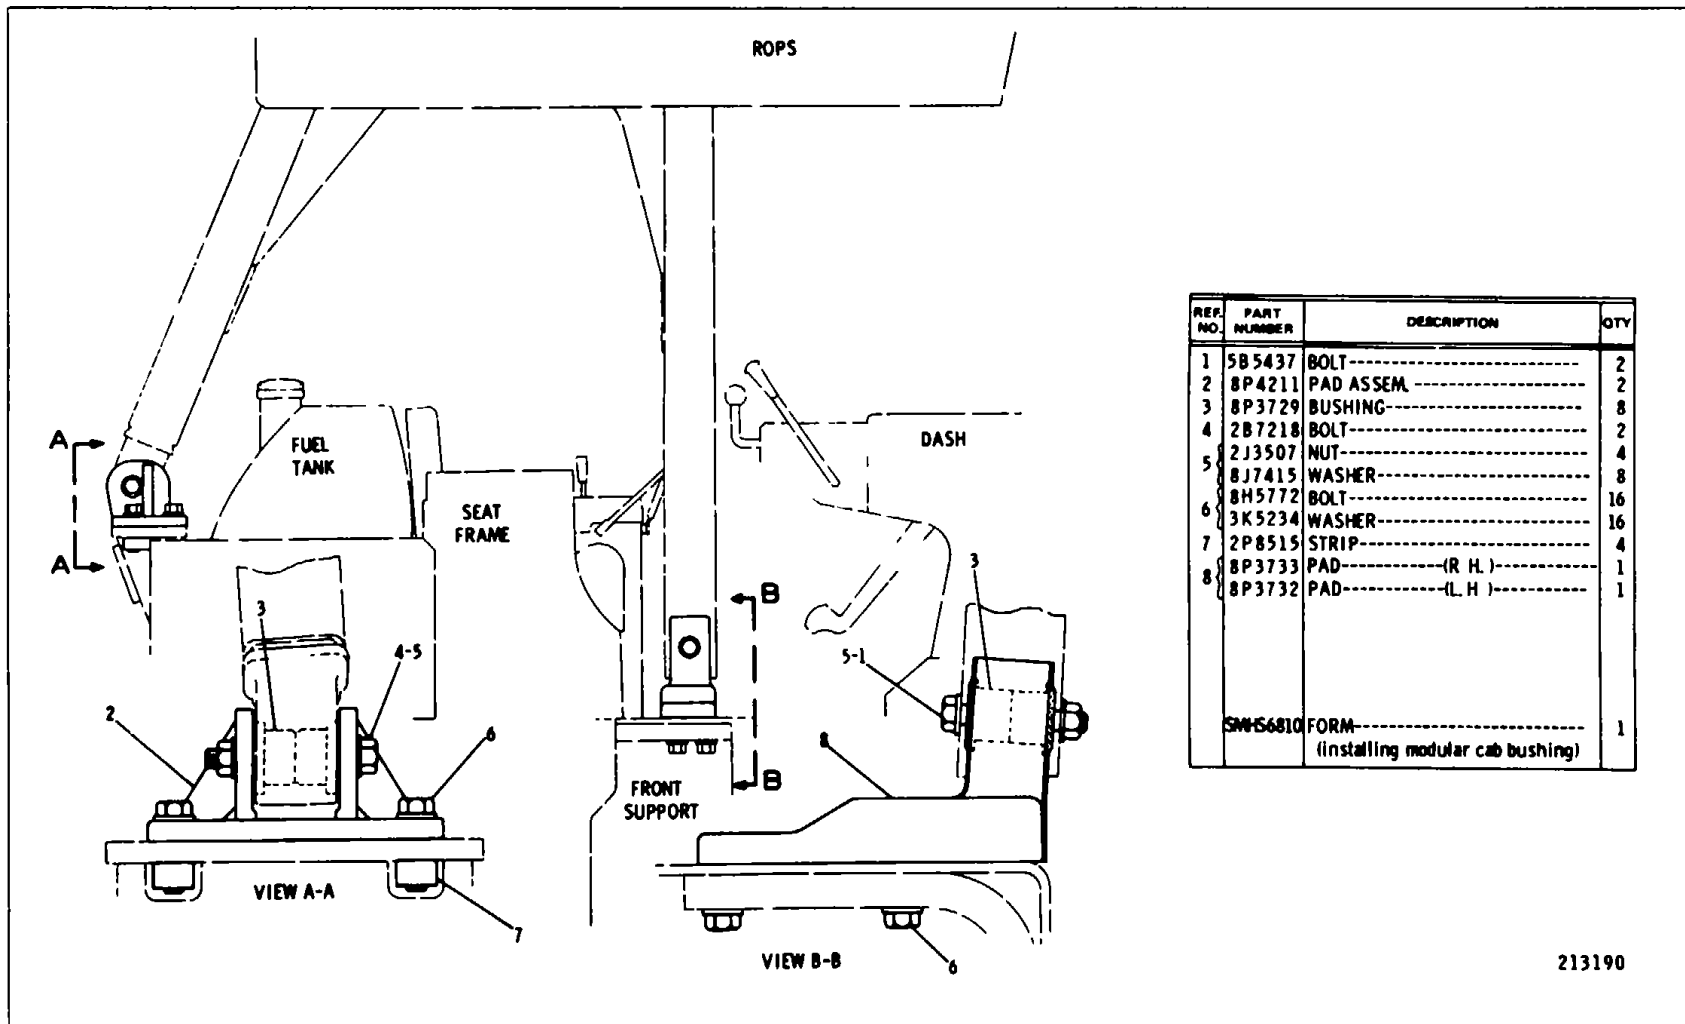 ROPS
A
FUEL
TANK
DASH
SEAT
FRAME
A
B
3
3
4-5
5-1
2
6
8
B
FRONT
SUPPORT
VIEW A-A
7
VIEW B-B
6
REF. NO. PART NUMBER DESCRIPTION QTY
1 5B5437 BOLT 2
2 8P4211 PAD ASSEM. 2
3 8P3729 BUSHING 8
4 2B7218 BOLT 2
5 { 2J3507 NUT 4
8J7415 WASHER 8
6 { 8H5772 BOLT 16
3K5234 WASHER 16
7 2P8515 STRIP 4
8 { 8P3733 PAD (R H.) 1
8P3732 PAD (L. H ) 1
SMHS6810 FORM 1
(installing modular cab bushing)
213190